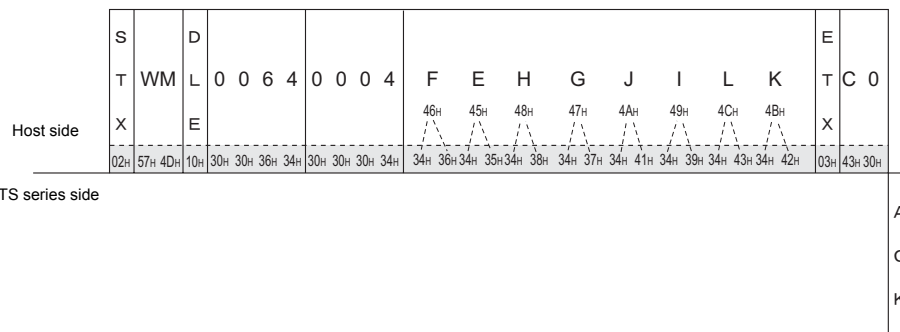 S T X
WM
D L E
0 0 6 4
0 0 0 4
F E H G J I L K
E T X
C 0
46H 45H 48H 47H 4AH 49H 4CH 4BH
Host side
02H 57H 4DH 10H 30H 30H 36H 34H 30H 30H 30H 34H 34H 36H 34H 35H 34H 38H 34H 37H 34H 41H 34H 39H 34H 43H 34H 42H 03H 43H 30H
TS series side
A
C
K